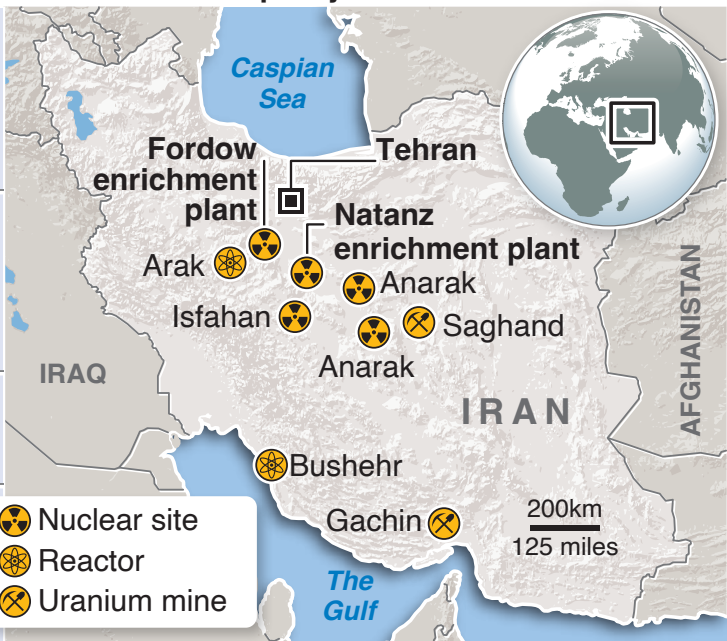 Caspian
Sea
Fordow
enrichment
plant
Tehran
Natanz
enrichment plant
Arak
Anarak
Isfahan
Saghand
Anarak
IRAQ
IRAN
AFGHANISTAN
Bushehr
Gachin
200km
125 miles
Nuclear site
Reactor
Uranium mine
The
Gulf